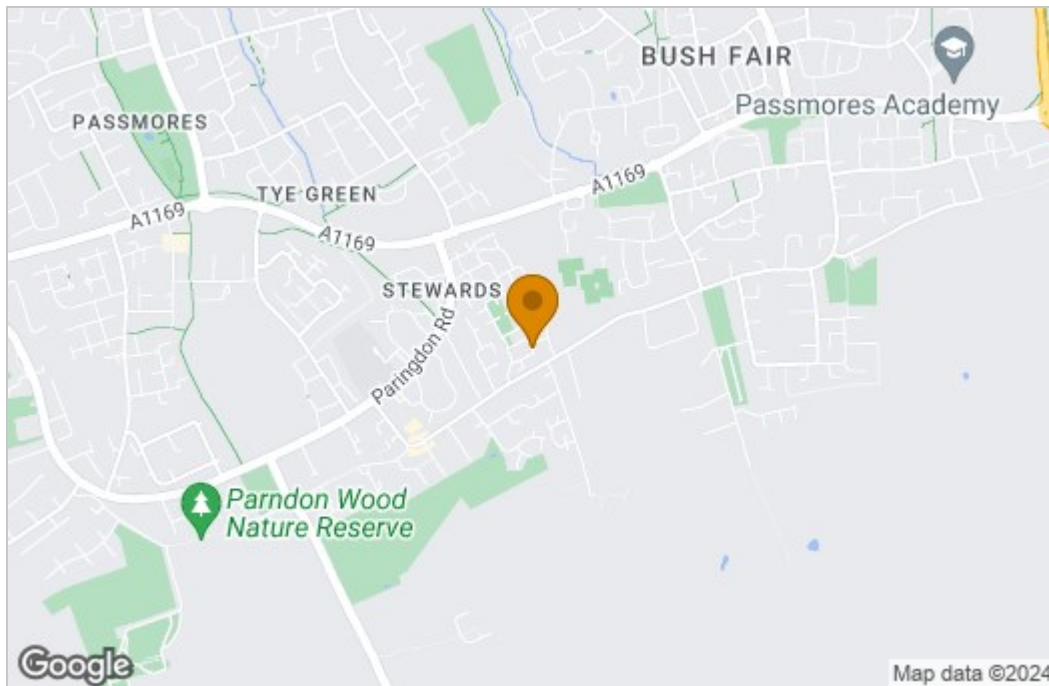 BUSH FAIR
Passmores Academy
PASSMORES
TYE GREEN
A1169
A1169
A1169
STEWARDS
Paringdon Rd
Parndon Wood
Nature Reserve
Google
Map data ©2024